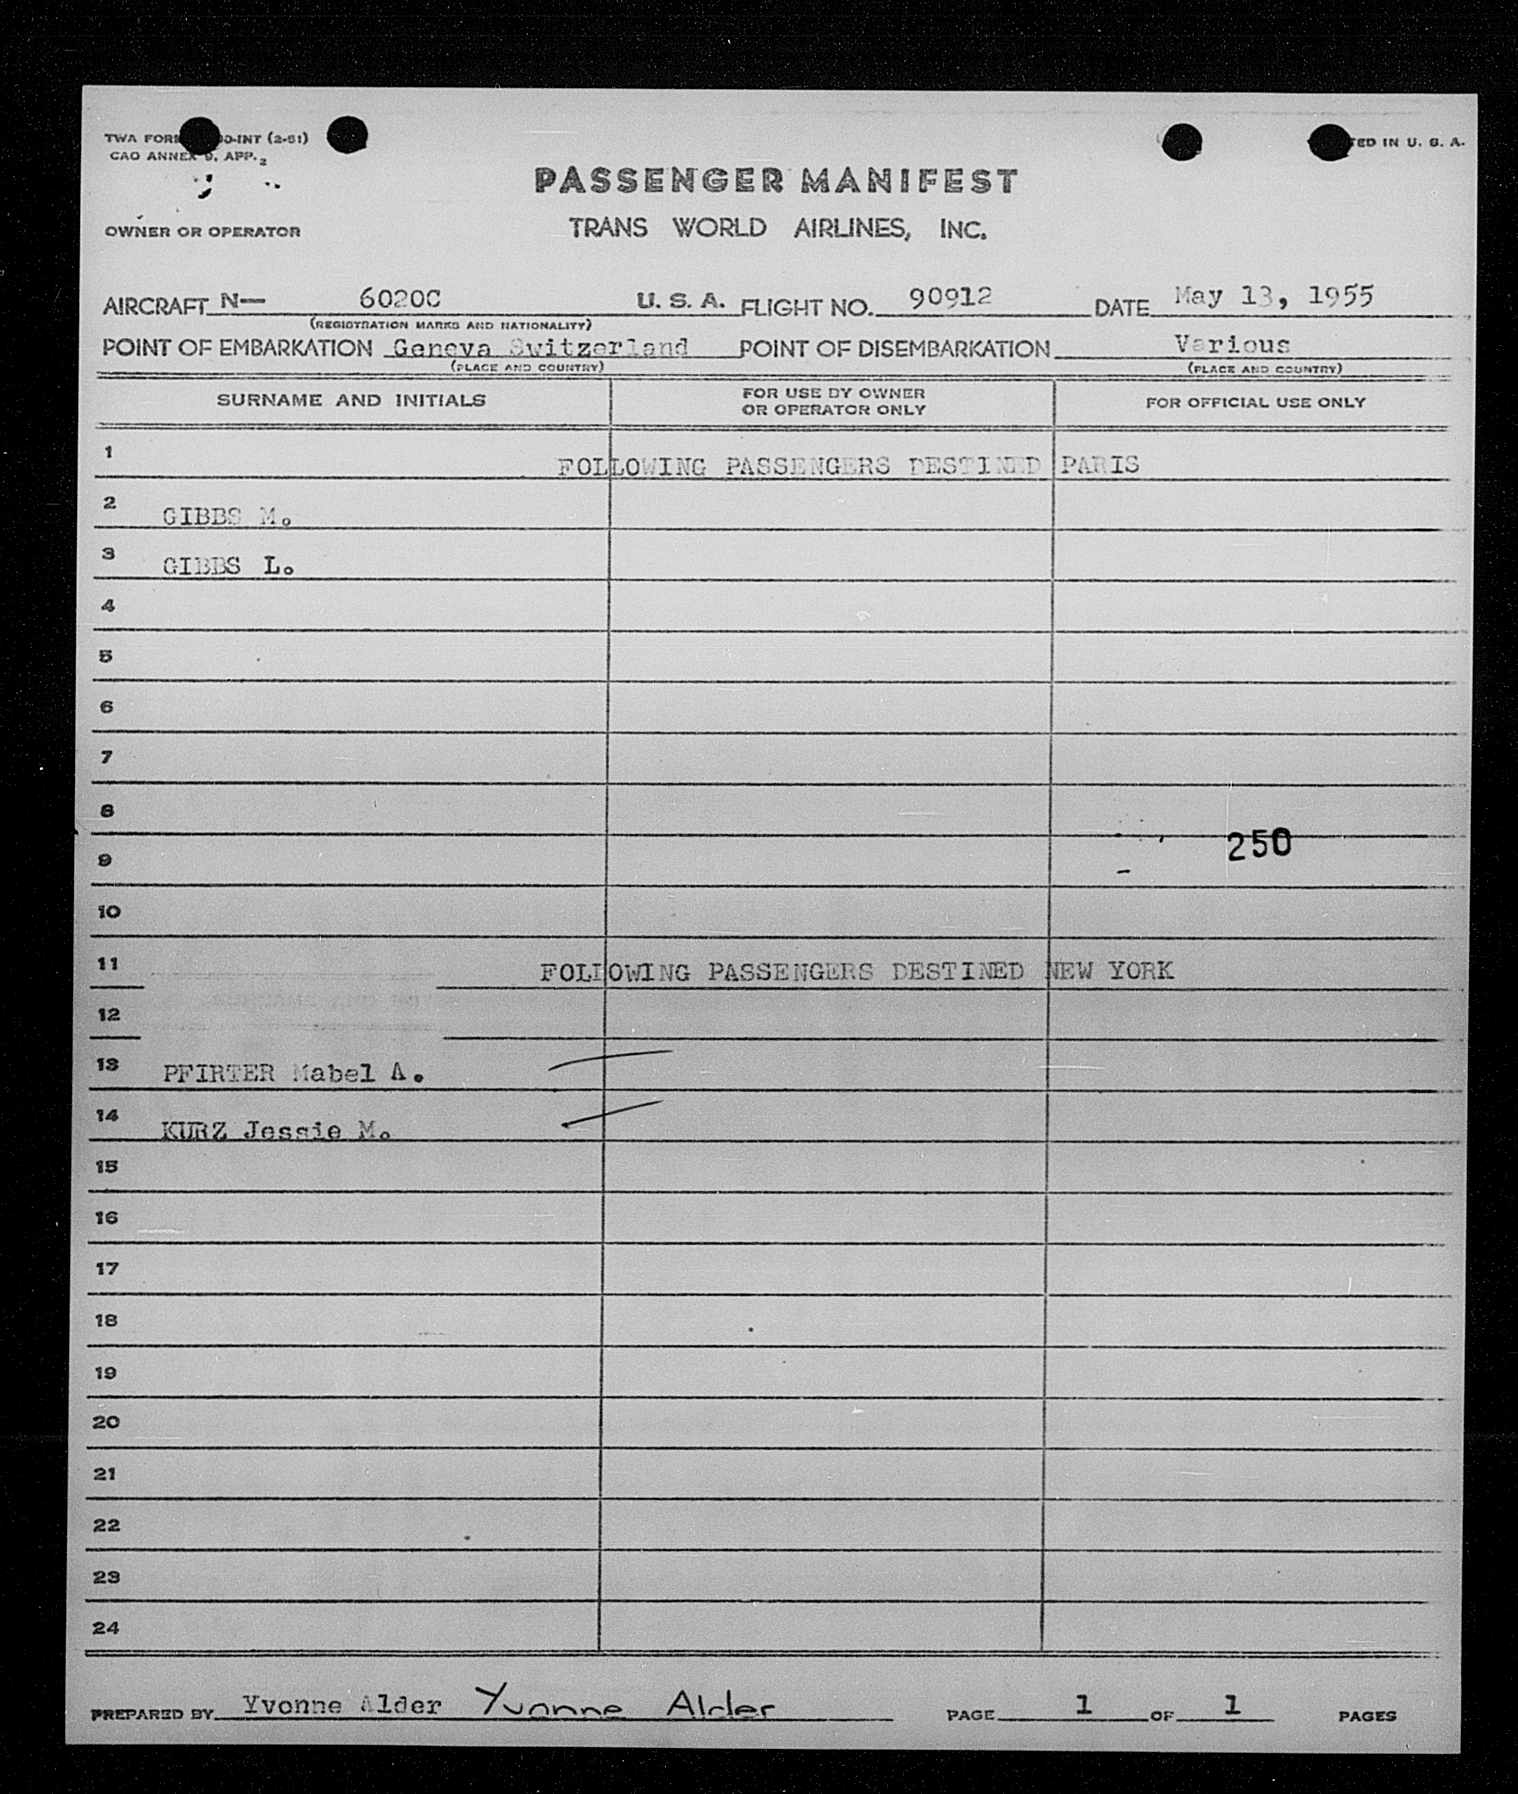 TWA FORM INT (2-51)
CAO ANNEX 9, APP. 2
TED IN U. S. A.
PASSENGER MANIFEST
OWNER OR OPERATOR
TRANS WORLD AIRLINES, INC.
AIRCRAFT N— 6020C U. S. A. FLIGHT NO. 90912 DATE May 13, 1955
(REGISTRATION MARKS AND NATIONALITY)
POINT OF EMBARKATION Geneva Switzerland POINT OF DISEMBARKATION Various
(PLACE AND COUNTRY) (PLACE AND COUNTRY)
SURNAME AND INITIALS FOR USE BY OWNER OR OPERATOR ONLY FOR OFFICIAL USE ONLY
1 FOLLOWING PASSENGERS DESTINED PARIS
2 GIBBS M.
3 GIBBS L.
4
5
6
7
8
250
9
10
11 FOLLOWING PASSENGERS DESTINED NEW YORK
12
13 PFIRTER Mabel A.
14 KURZ Jessie M.
15
16
17
18
19
20
21
22
23
24
PREPARED BY Yvonne Alder Yvonne Alder PAGE 1 OF 1 PAGES